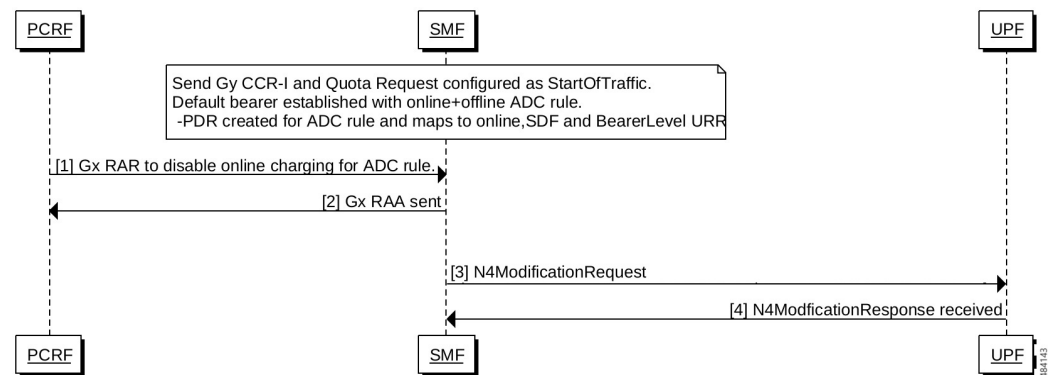 PCRF
SMF
UPF
Send Gy CCR-I and Quota Request configured as StartOfTraffic.
Default bearer established with online+offline ADC rule.
-PDR created for ADC rule and maps to online,SDF and BearerLevel URR
[1] Gx RAR to disable online charging for ADC rule.
[2] Gx RAA sent
[3] N4ModificationRequest
[4] N4ModficationResponse received
PCRF
SMF
UPF
484143